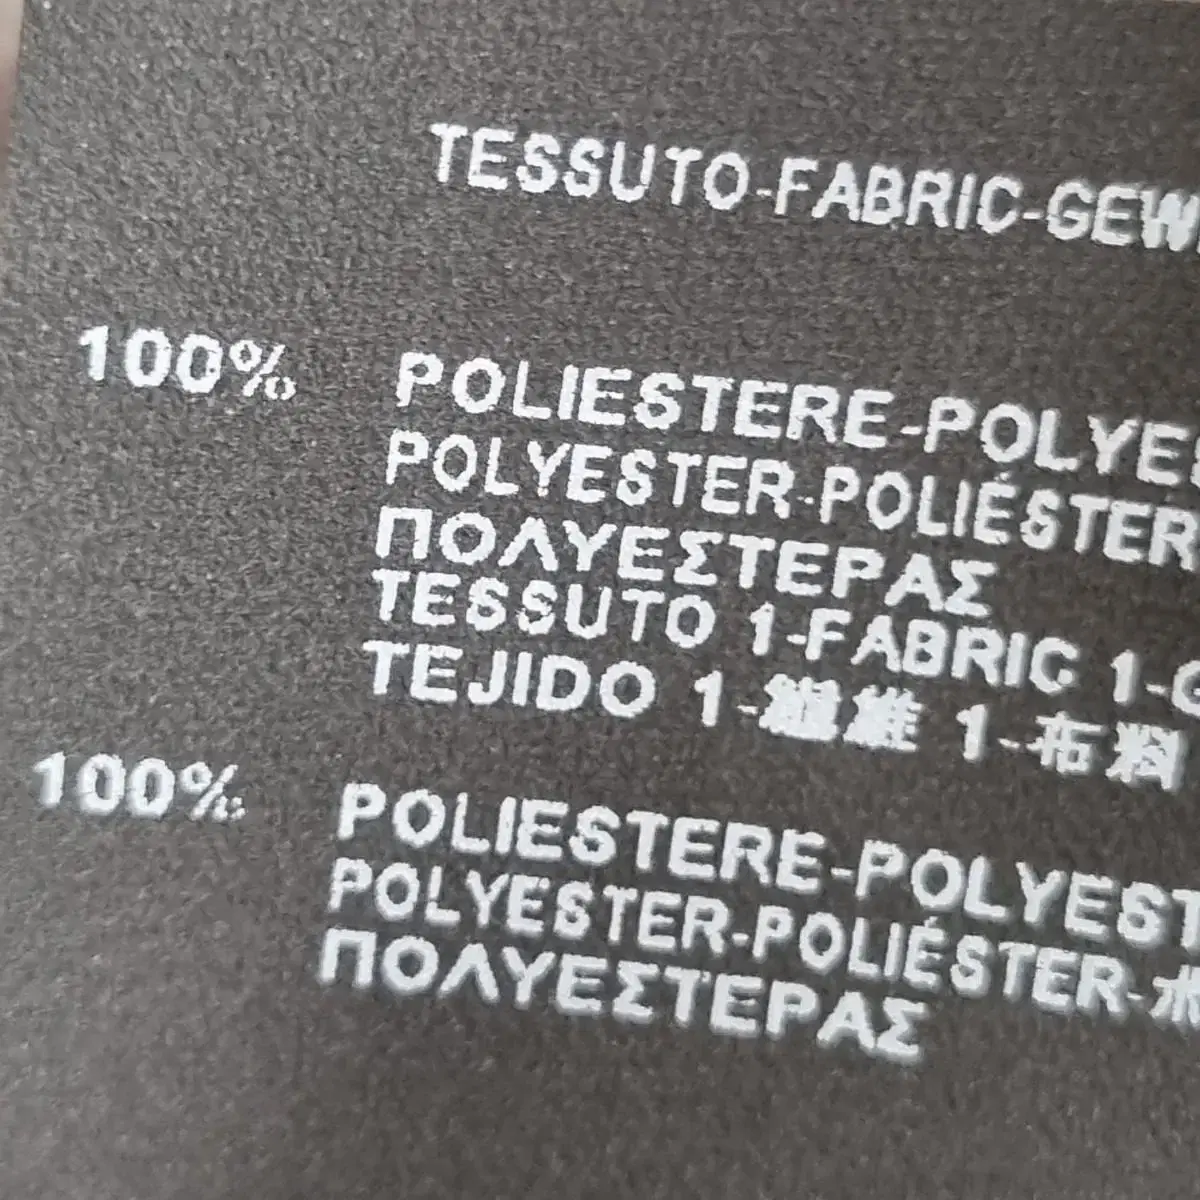 TESSUTO-FABRIC-GEW
100% POLIESTERE-POLYES
POLYESTER-POLIÉSTER
ΠΟΛΥΕΣΤΕΡΑΣ
TESSUTO 1-FABRIC 1-G
TEJIDO 1-繊維 1-布料
100% POLIESTERE-POLYEST
POLYESTER-POLIÉSTER-
ΠΟΛΥΕΣΤΕΡΑΣ